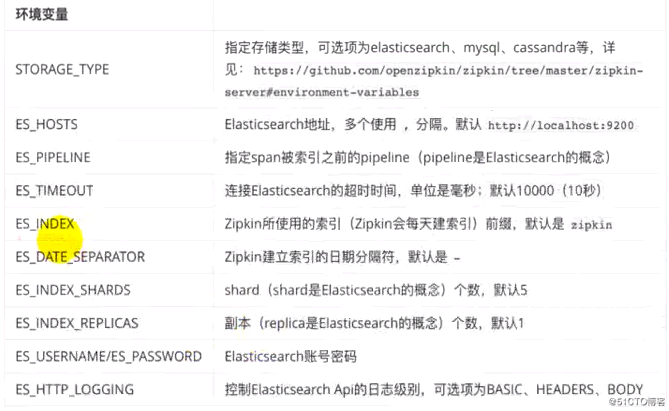 环境变量
STORAGE_TYPE
指定存储类型，可选项为elasticsearch、mysql、cassandra等，详
见： https://github.com/openzipkin/zipkin/tree/master/zipkin-
server#environment-variables
ES_HOSTS
Elasticsearch地址，多个使用 ，分隔。默认 http://localhost:9200
ES_PIPELINE
指定span被索引之前的pipeline（pipeline是Elasticsearch的概念）
ES_TIMEOUT
连接Elasticsearch的超时时间，单位是毫秒；默认10000（10秒）
ES_INDEX
Zipkin所使用的索引（Zipkin会每天建索引）前缀，默认是 zipkin
ES_DATE_SEPARATOR
Zipkin建立索引的日期分隔符，默认是 -
ES_INDEX_SHARDS
shard（shard是Elasticsearch的概念）个数，默认5
ES_INDEX_REPLICAS
副本（replica是Elasticsearch的概念）个数，默认1
ES_USERNAME/ES_PASSWORD
Elasticsearch账号密码
ES_HTTP_LOGGING
控制Elasticsearch Api的日志级别，可选项为BASIC、HEADERS、BODY
@51CTO博客